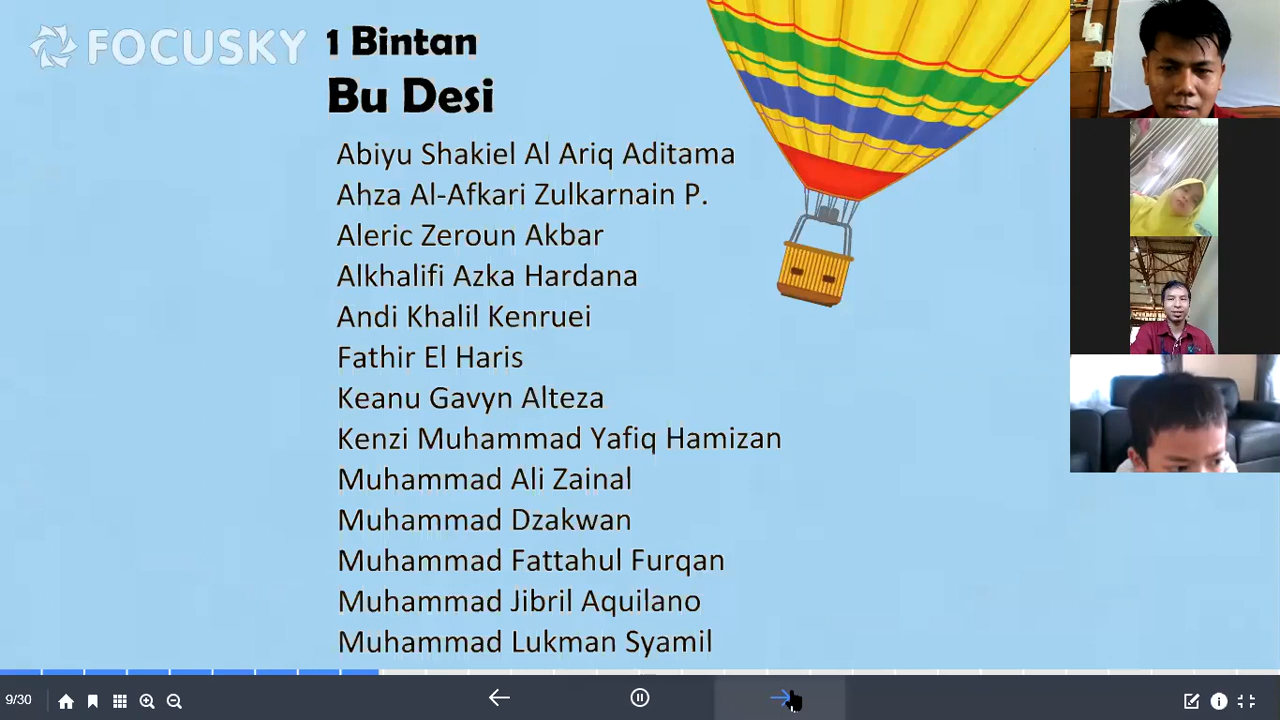 FOCUSKY
1 Bintan
Bu Desi
Abiyu Shakiel Al Ariq Aditama
Ahza Al-Afkari Zulkarnain P.
Aleric Zeroun Akbar
Alkhalifi Azka Hardana
Andi Khalil Kenruei
Fathir El Haris
Keanu Gavyn Alteza
Kenzi Muhammad Yafiq Hamizan
Muhammad Ali Zainal
Muhammad Dzakwan
Muhammad Fattahul Furqan
Muhammad Jibril Aquilano
Muhammad Lukman Syamil
9/30